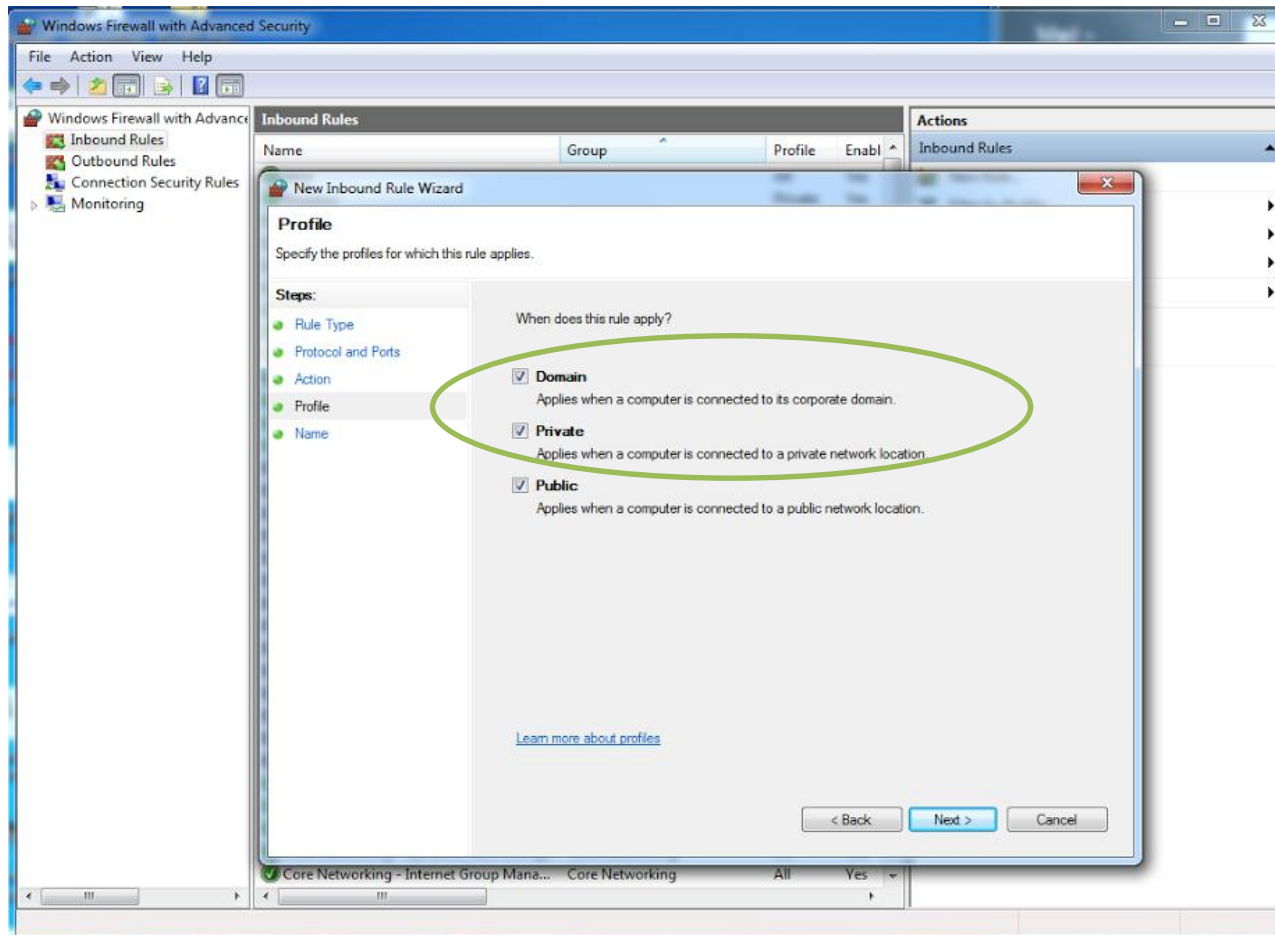 Windows Firewall with Advanced Security
File Action View Help
Windows Firewall with Advance
Inbound Rules
Outbound Rules
Connection Security Rules
Monitoring
Inbound Rules
Name Group Profile Enabl
Actions
Inbound Rules
New Inbound Rule Wizard
Profile
Specify the profiles for which this rule applies.
Steps:
Rule Type
Protocol and Ports
Action
Profile
Name
When does this rule apply?
Domain
Applies when a computer is connected to its corporate domain.
Private
Applies when a computer is connected to a private network location.
Public
Applies when a computer is connected to a public network location.
Learn more about profiles
< Back Next > Cancel
Core Networking - Internet Group Mana... Core Networking All Yes